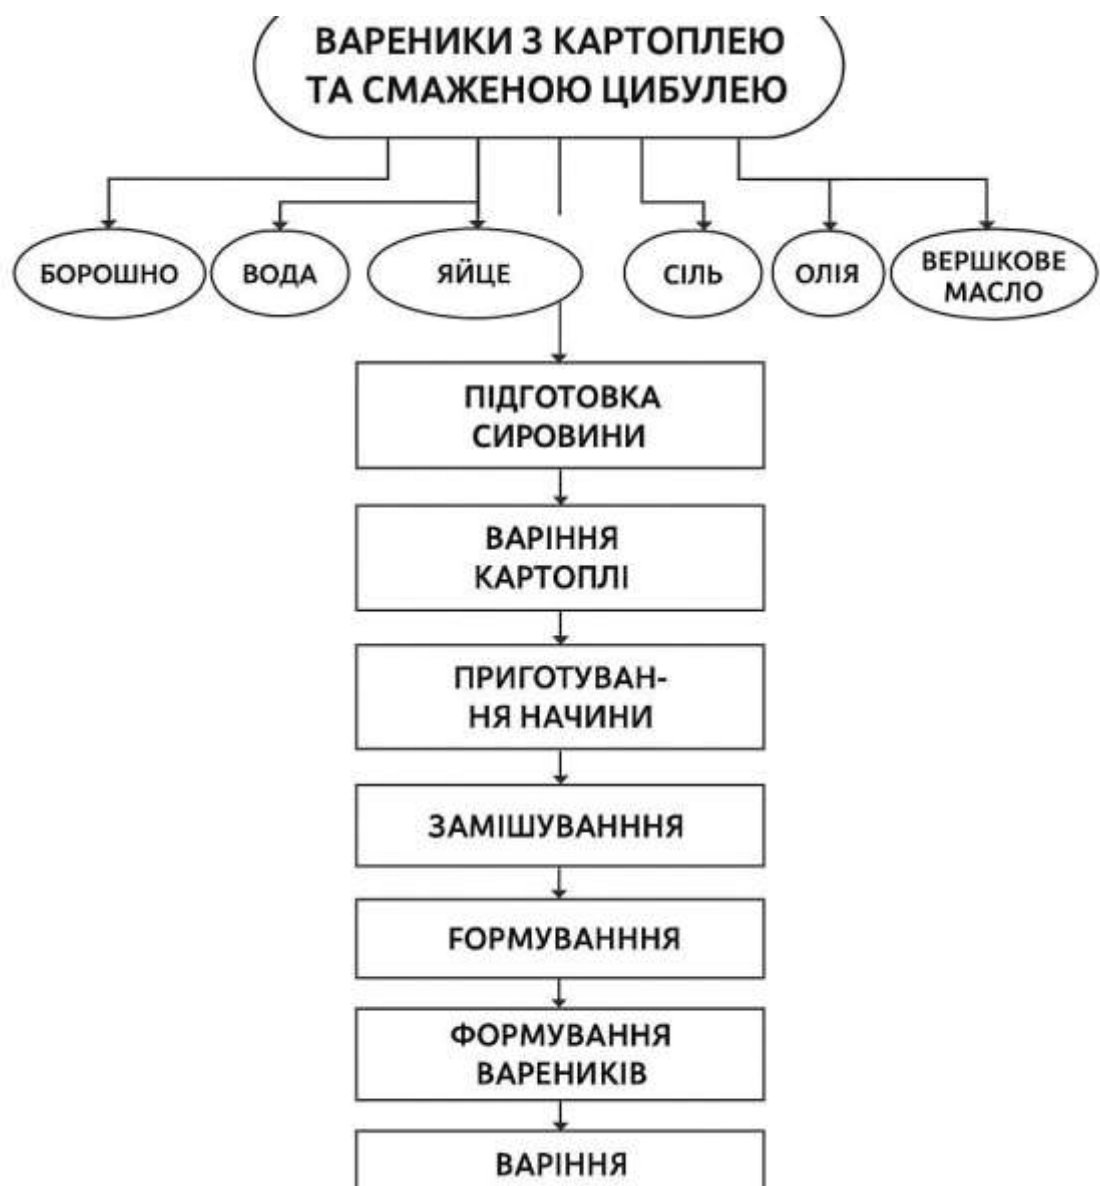 ВАРЕНИКИ З КАРТОПЛЕЮ
ТА СМАЖЕНОЮ ЦИБУЛЕЮ
БОРОШНО
ВОДА
ЯЙЦЕ
СІЛЬ
ОЛІЯ
ВЕРШКОВЕ
МАСЛО
ПІДГОТОВКА
СИРОВИНИ
ВАРІННЯ
КАРТОПЛІ
ПРИГОТУВАН-
НЯ НАЧИНИ
ЗАМІШУВАНННЯ
FОРМУВАНННЯ
ФОРМУВАННЯ
ВАРЕНИКІВ
ВАРІННЯ